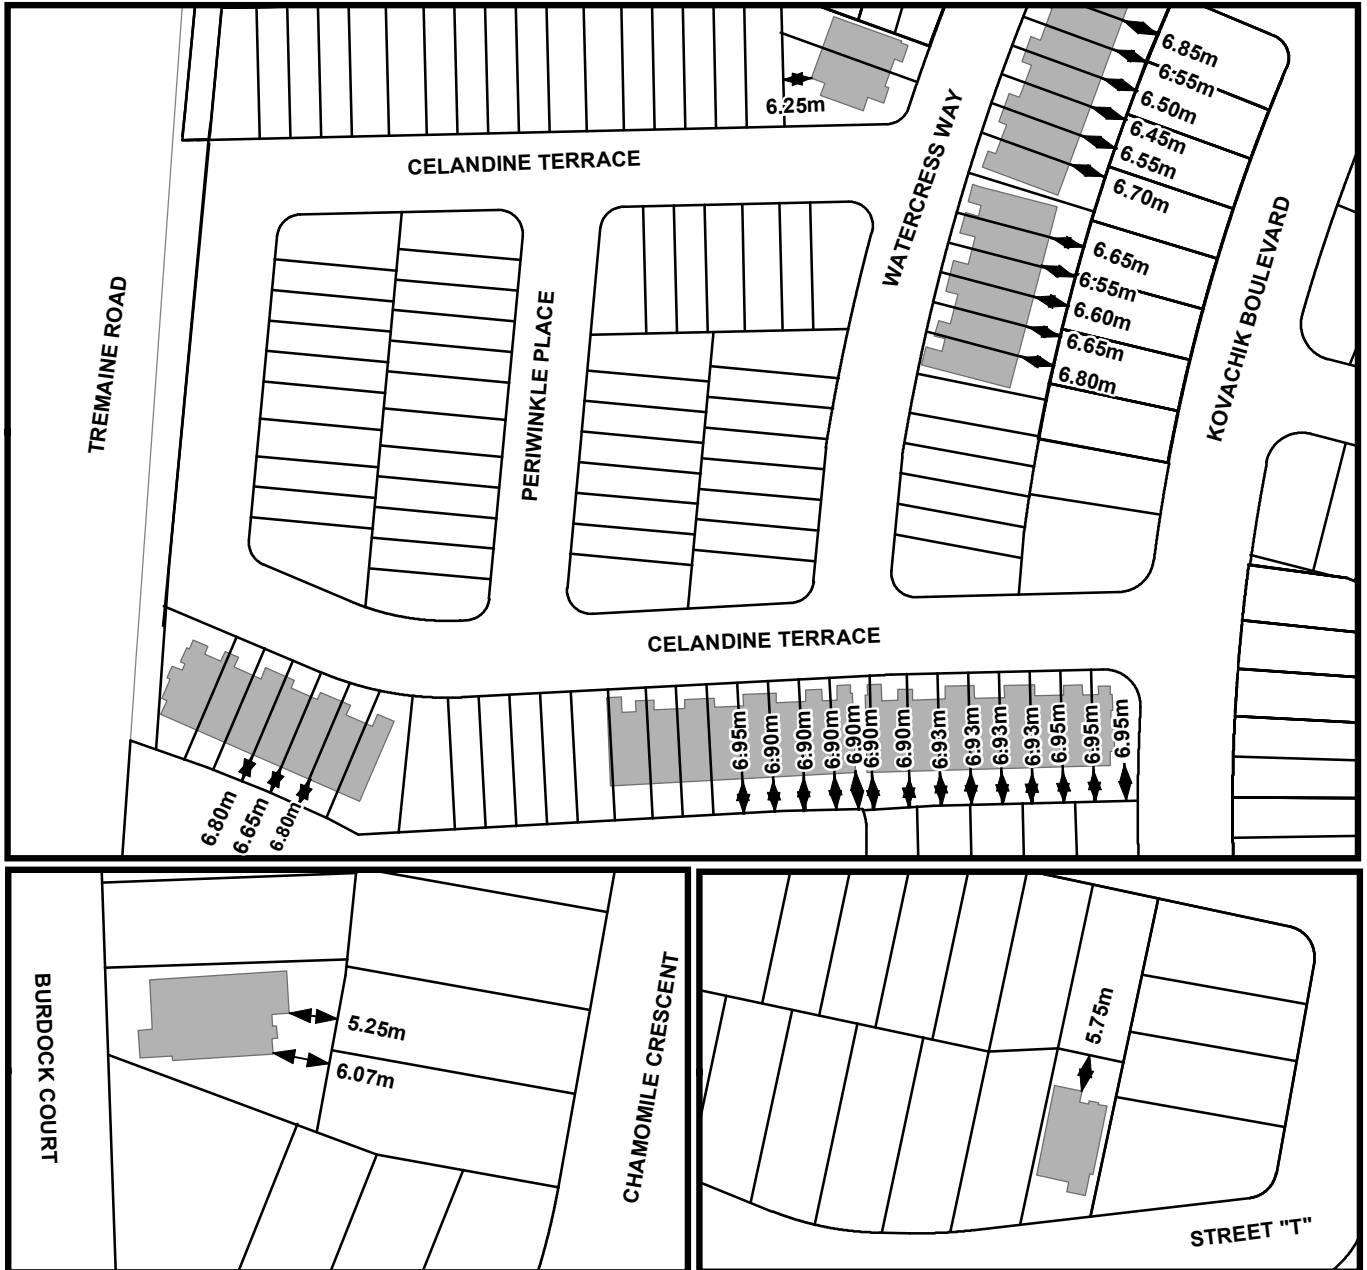 6.85m
6.55m
6.50m
6.45m
6.55m
6.70m
6.25m
CELANDINE TERRACE
WATERCRESS WAY
KOVACHIK BOULEVARD
6.65m
6.55m
6.60m
6.65m
6.80m
TREMAINE ROAD
PERIWINKLE PLACE
CELANDINE TERRACE
6.95m
6.90m
6.90m
6.90m
6.90m
6.90m
6.90m
6.93m
6.93m
6.93m
6.93m
6.95m
6.95m
6.95m
6.80m
6.65m
6.80m
BURDOCK COURT
5.25m
6.07m
CHAMOMILE CRESCENT
5.75m
STREET "T"